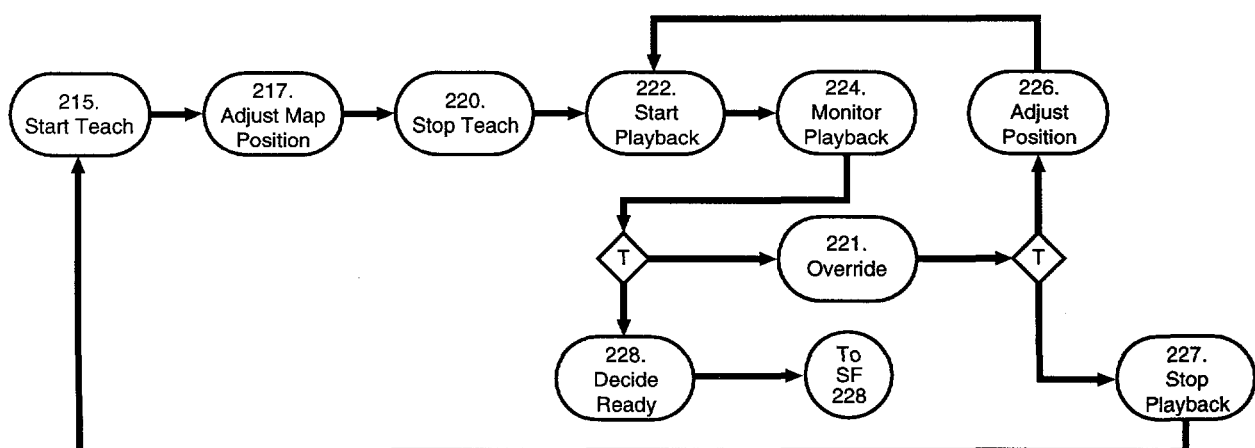 215.
Start Teach
217.
Adjust Map
Position
220.
Stop Teach
222.
Start
Playback
224.
Monitor
Playback
226.
Adjust
Position
T
221.
Override
T
228.
Decide
Ready
To
SF
228
227.
Stop
Playback